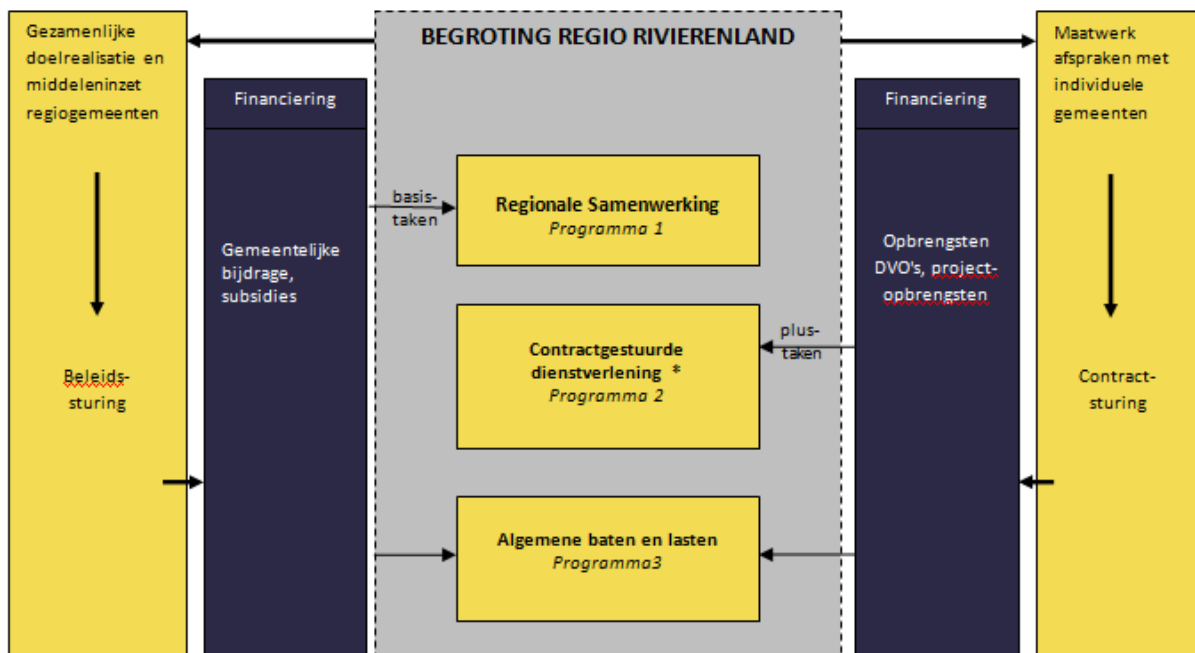 Gezamenlijke
doelrealisatie en
middeleninzet
regiogemeenten
Beleids-
sturing
Financiering
Gemeentelijke
bijdrage,
subsidies
BEGROTING REGIO RIVIERENLAND
basis-
taken
Regionale Samenwerking
Programma 1
Contractgestuurde
dienstverlening *
Programma 2
plus-
taken
Algemene baten en lasten
Programma3
Financiering
Opbrengsten
DVO's, project-
opbrengsten
Maatwerk
afspraken met
individuele
gemeenten
Contract-
sturing